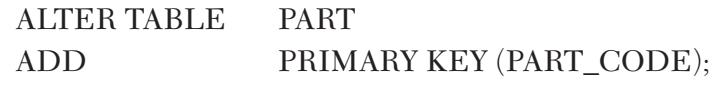 ALTER TABLE PART
ADD PRIMARY KEY (PART_CODE);